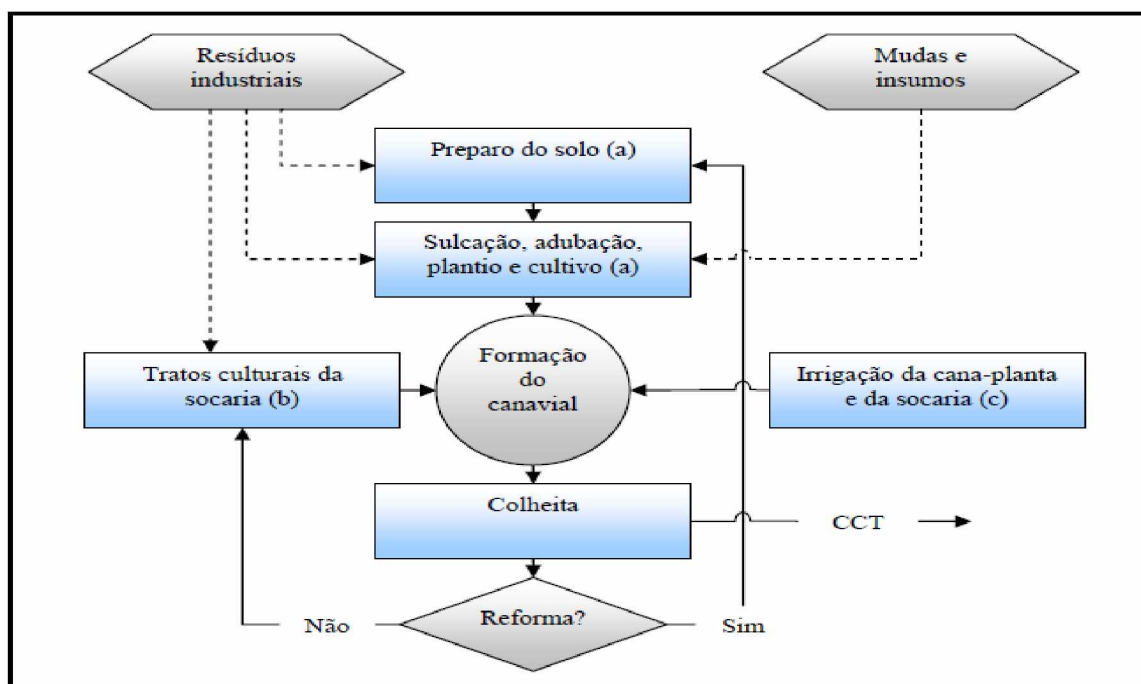 Resíduos
industriais
Mudas e
insumos
Preparo do solo (a)
Sulcação, adubação,
plantio e cultivo (a)
Formação
do
canavial
Tratos culturais da
socaria (b)
Irrigação da cana-planta
e da socaria (c)
Colheita
CCT
Reforma?
Não
Sim